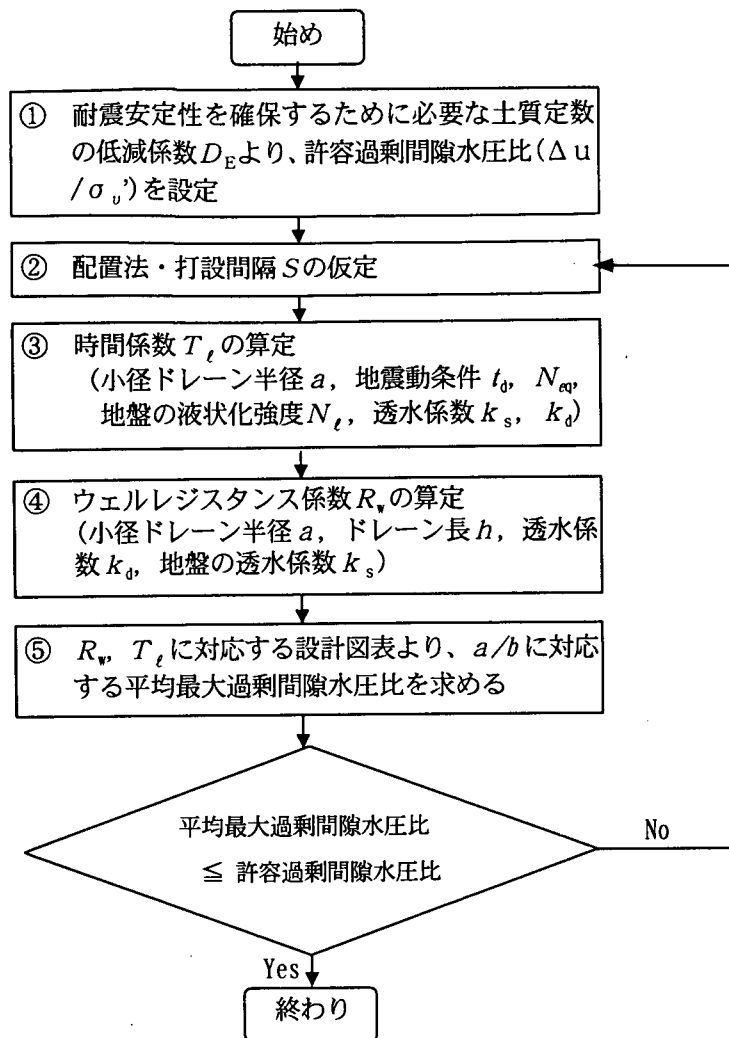 始め
① 耐震安定性を確保するために必要な土質定数
の低減係数D_Eより、許容過剰間隙水圧比(Δu
/σ_υ')を設定
② 配置法・打設間隔Sの仮定
③ 時間係数T_ℓの算定
(小径ドレーン半径a, 地震動条件 t_d, N_eq,
地盤の液状化強度N_ℓ, 透水係数k_s, k_d)
④ ウェルレジスタンス係数R_wの算定
(小径ドレーン半径a, ドレーン長h, 透水係
数k_d, 地盤の透水係数k_s)
⑤ R_w, T_ℓに対応する設計図表より、a/bに対応
する平均最大過剰間隙水圧比を求める
平均最大過剰間隙水圧比
≦ 許容過剰間隙水圧比
No
Yes
終わり